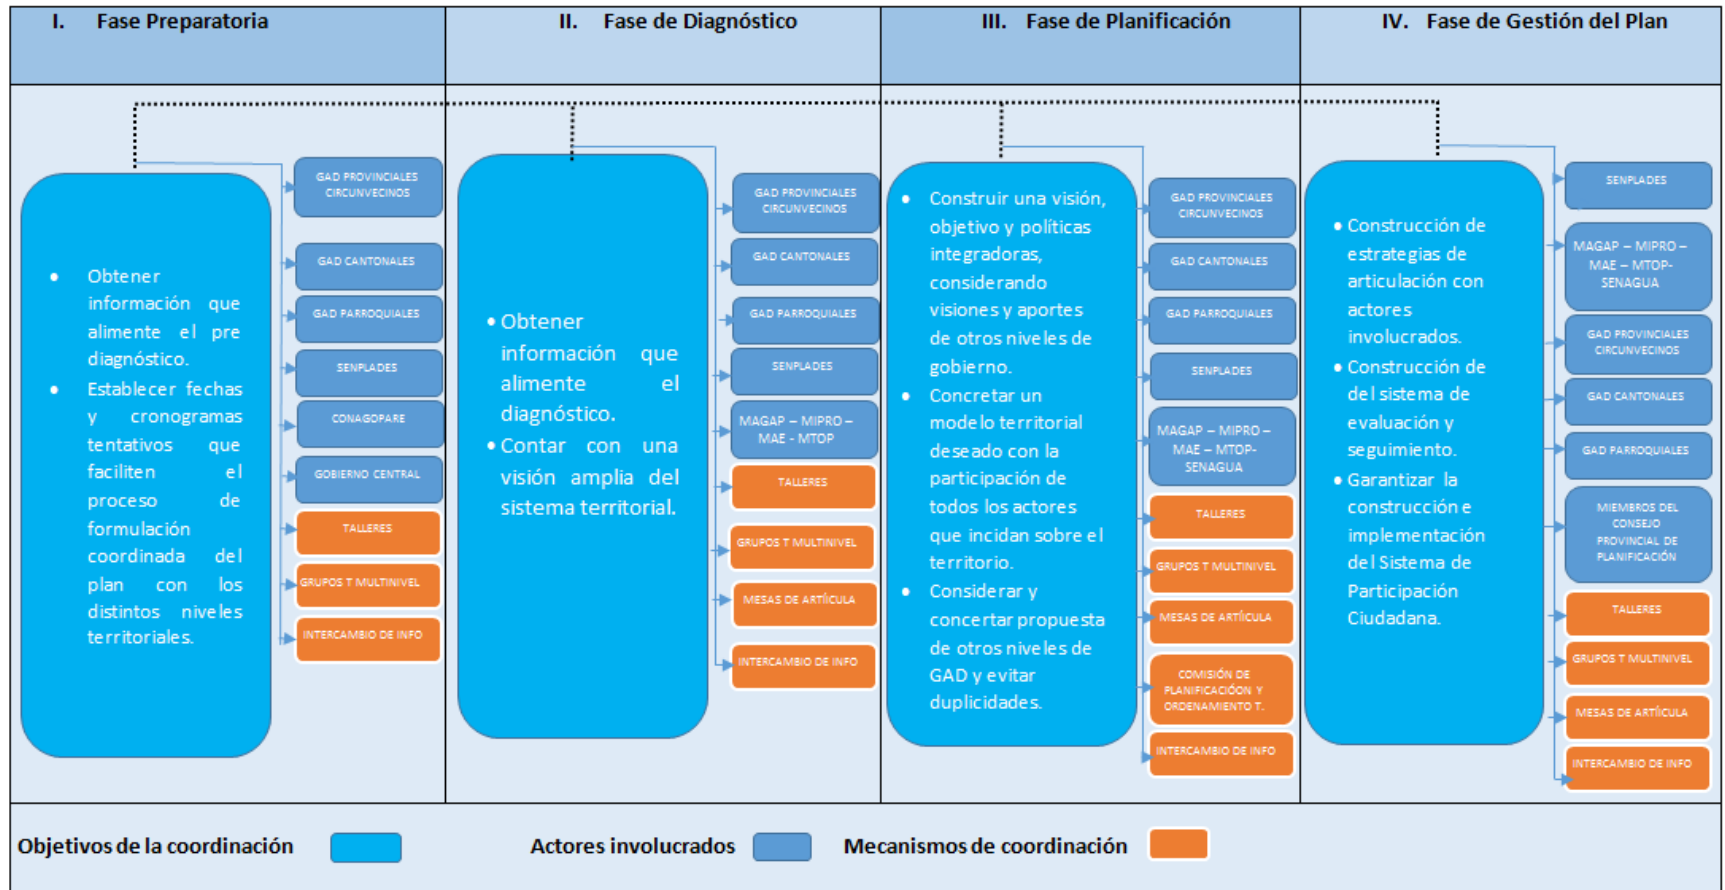 I. Fase Preparatoria
II. Fase de Diagnóstico
III. Fase de Planificación
IV. Fase de Gestión del Plan
• Obtener
información que
alimente el pre
diagnóstico.
• Establecer fechas
y cronogramas
tentativos que
faciliten el
proceso de
formulación
coordinada del
plan con los
distintos niveles
territoriales.
GAD PROVINCIALES
CIRCUNVECINOS
GAD CANTONALES
GAD PARROQUIALES
SENPLADES
CONAGOPARE
GOBIERNO CENTRAL
TALLERES
GRUPOS T MULTINIVEL
INTERCAMBIO DE INFO
• Obtener
información que
alimente el
diagnóstico.
• Contar con una
visión amplia del
sistema territorial.
GAD PROVINCIALES
CIRCUNVECINOS
GAD CANTONALES
GAD PARROQUIALES
SENPLADES
MAGAP – MIPRO –
MAE - MTOP
TALLERES
GRUPOS T MULTINIVEL
MESAS DE ARTÍICULA
INTERCAMBIO DE INFO
• Construir una visión,
objetivo y políticas
integradoras,
considerando
visiones y aportes
de otros niveles de
gobierno.
• Concretar un
modelo territorial
deseado con la
participación de
todos los actores
que incidan sobre el
territorio.
• Considerar y
concertar propuesta
de otros niveles de
GAD y evitar
duplicidades.
GAD PROVINCIALES
CIRCUNVECINOS
GAD CANTONALES
GAD PARROQUIALES
SENPLADES
MAGAP – MIPRO –
MAE – MTOP-
SENAGUA
TALLERES
GRUPOS T MULTINIVEL
MESAS DE ARTÍICULA
COMISIÓN DE
PLANIFICACIÓON Y
ORDENAMIENTO T.
INTERCAMBIO DE INFO
• Construcción de
estrategias de
articulación con
actores
involucrados.
• Construcción de
del sistema de
evaluación y
seguimiento.
• Garantizar la
construcción e
implementación
del Sistema de
Participación
Ciudadana.
SENPLADES
MAGAP – MIPRO –
MAE – MTOP-
SENAGUA
GAD PROVINCIALES
CIRCUNVECINOS
GAD CANTONALES
GAD PARROQUIALES
MIEMBROS DEL
CONSEJO
PROVINCIAL DE
PLANIFICACIÓN
TALLERES
GRUPOS T MULTINIVEL
MESAS DE ARTÍICULA
INTERCAMBIO DE INFO
Objetivos de la coordinación
Actores involucrados
Mecanismos de coordinación